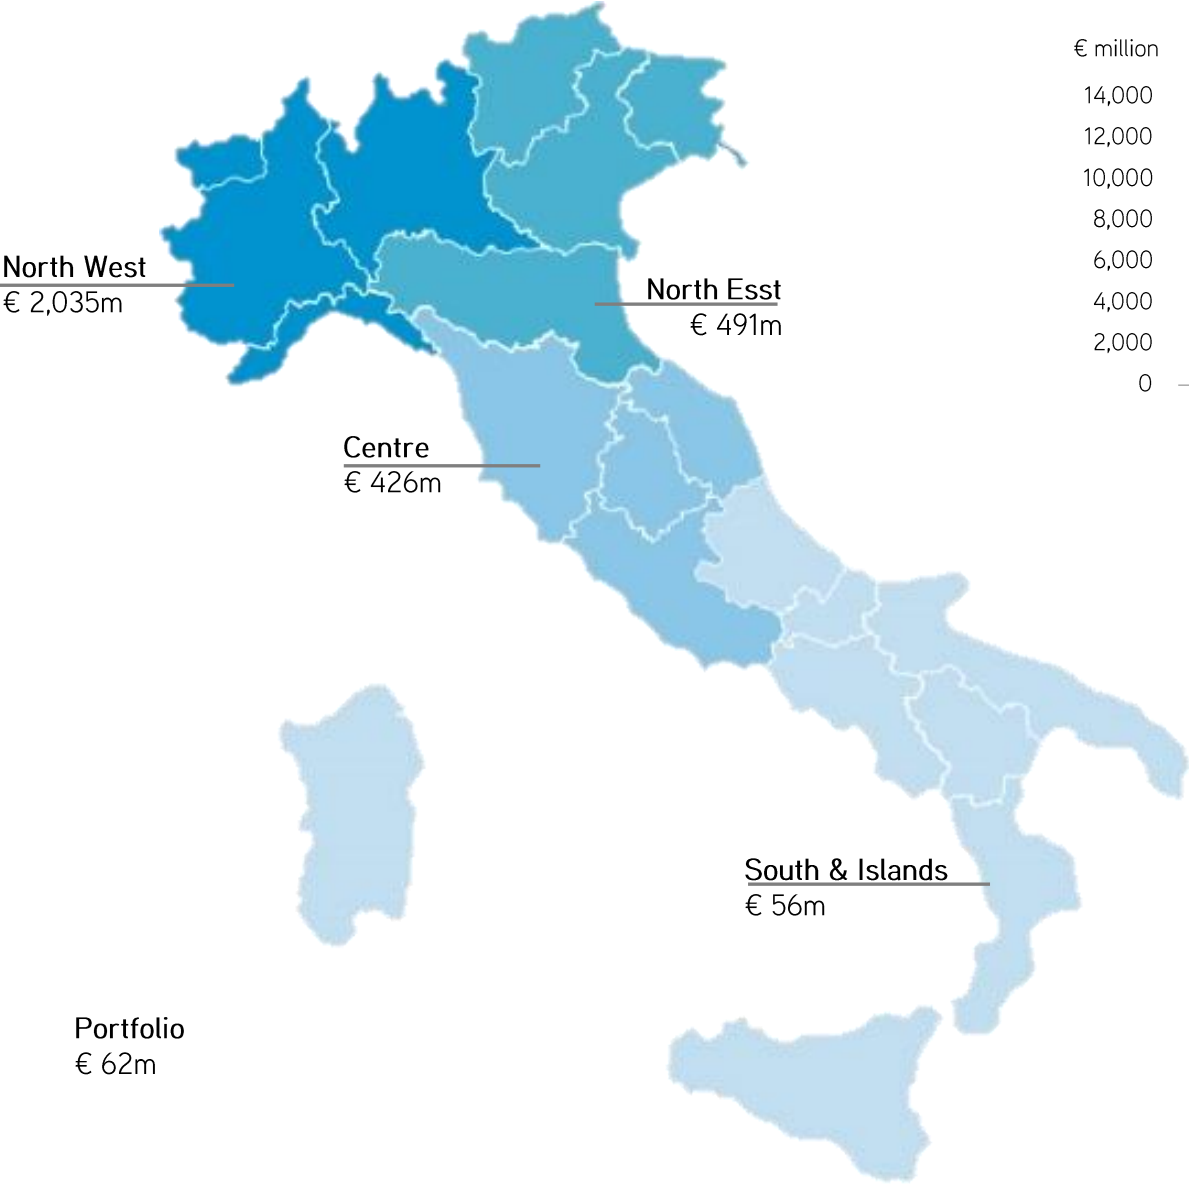 € million
14,000
12,000
10,000
8,000
6,000
4,000
2,000
0
North West
€ 2,035m
North Esst
€ 491m
Centre
€ 426m
South & Islands
€ 56m
Portfolio
€ 62m